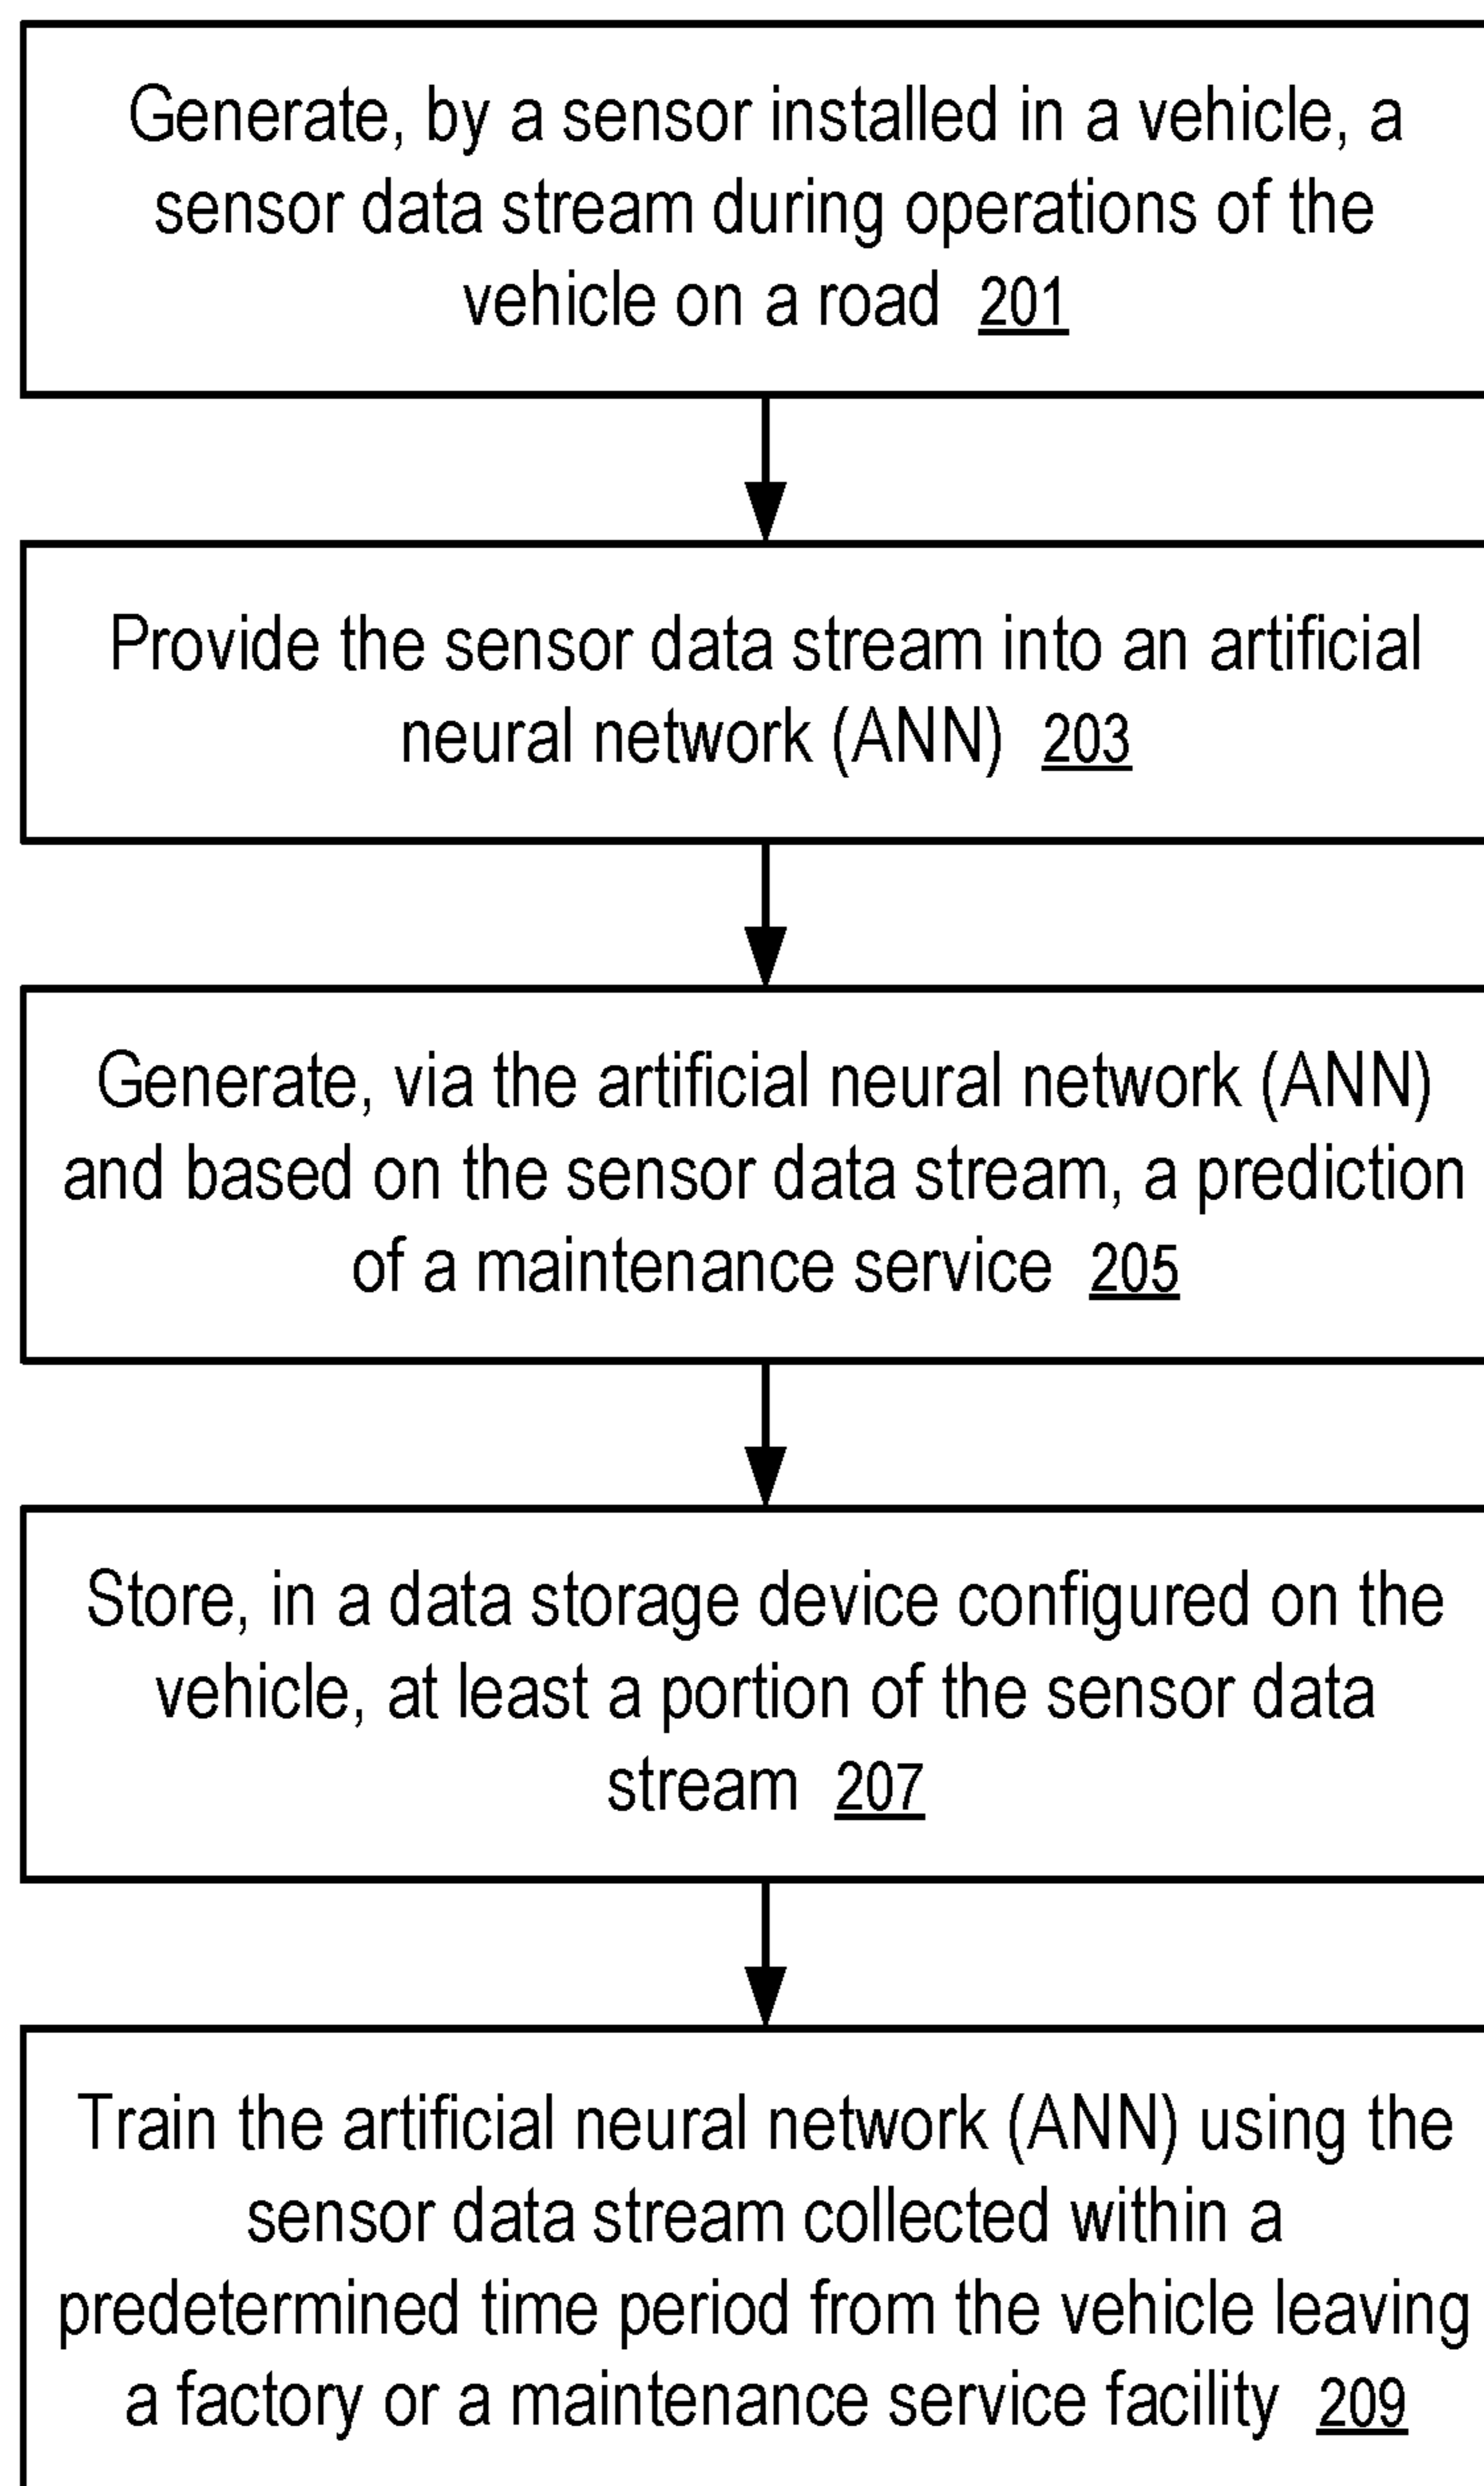 Generate, by a sensor installed in a vehicle, a
sensor data stream during operations of the
vehicle on a road 201
Provide the sensor data stream into an artificial
neural network (ANN) 203
Generate, via the artificial neural network (ANN)
and based on the sensor data stream, a prediction
of a maintenance service 205
Store, in a data storage device configured on the
vehicle, at least a portion of the sensor data
stream 207
Train the artificial neural network (ANN) using the
sensor data stream collected within a
predetermined time period from the vehicle leaving
a factory or a maintenance service facility 209